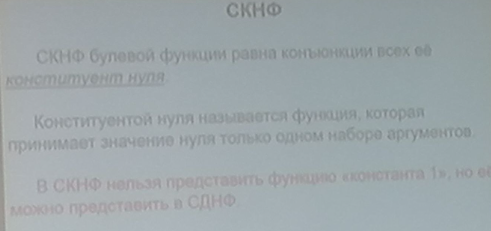 СКНФ
СКНФ булевой функции равна конъюнкции всех её
конституент нуля.
Конституентой нуля называется функция, которая
принимает значение нуля только одном наборе аргументов.
В СКНФ нельзя представить функцию «константа 1», но её
можно представить в СДНФ.